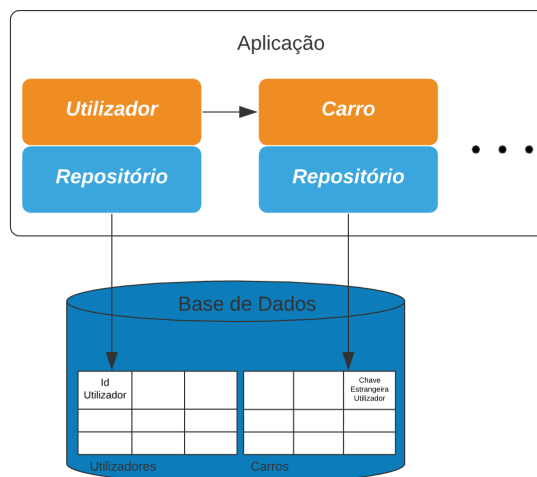 Aplicação
Utilizador
Carro
Repositório
Repositório
Base de Dados
Id
Utilizador
Chave
Estrangeira
Utilizador
Utilizadores
Carros